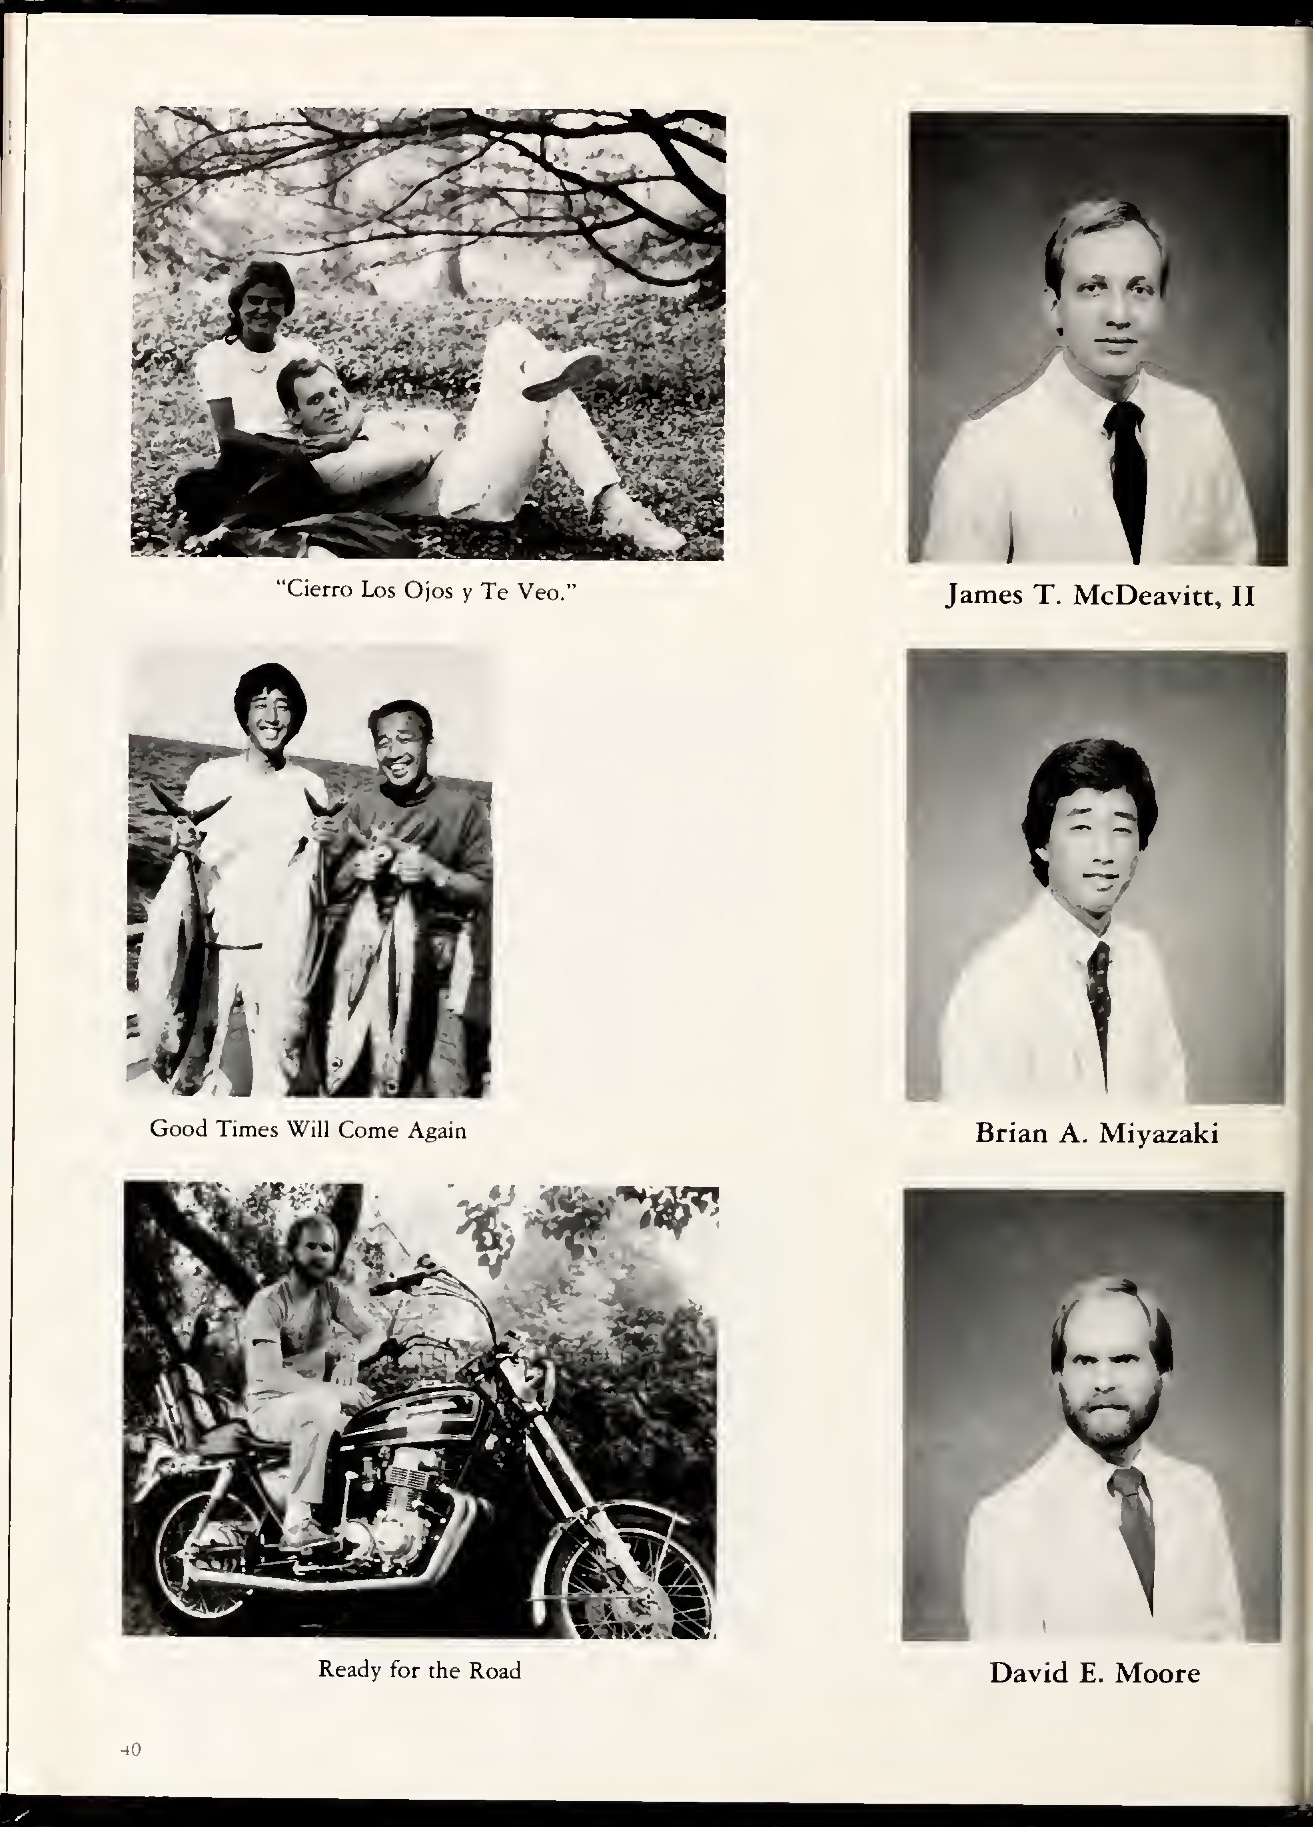 "Cierro Los Ojos y Te Veo."
James T. McDeavitt, II
Good Times Will Come Again
Brian A. Miyazaki
Ready for the Road
David E. Moore
40